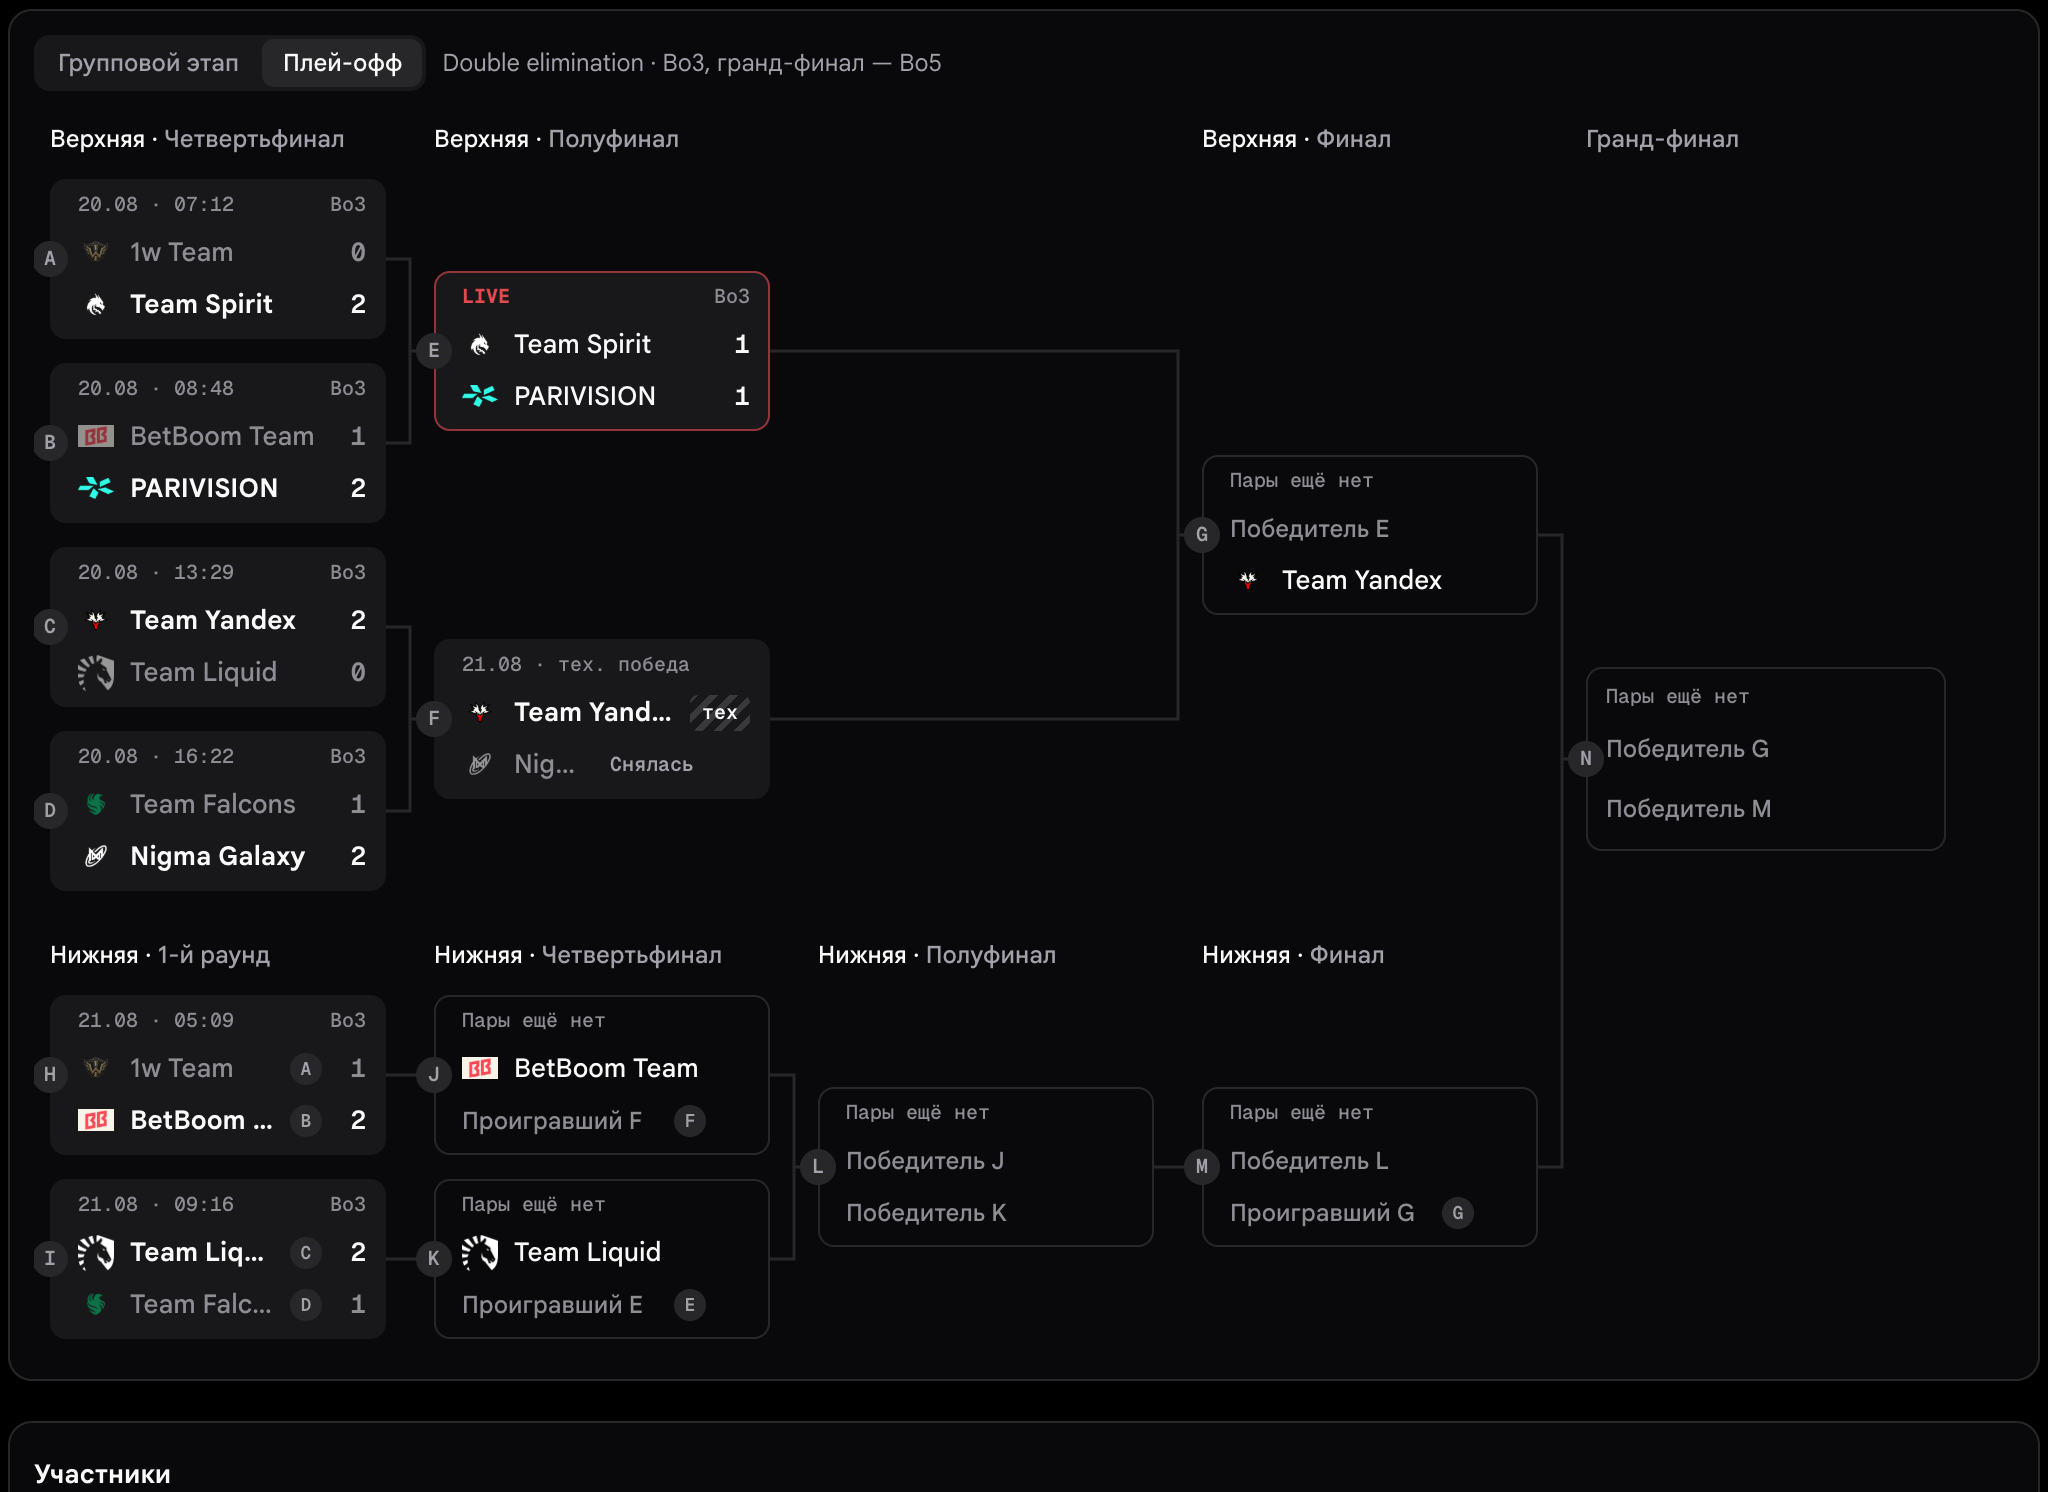 Групповой этап Плей-офф Double elimination · Bo3, гранд-финал — Bo5
Верхняя · Четвертьфинал
20.08 · 07:12 Bo3
A
1w Team 0
Team Spirit 2
20.08 · 08:48 Bo3
B
BB BetBoom Team 1
PARIVISION 2
20.08 · 13:29 Bo3
C
Team Yandex 2
Team Liquid 0
20.08 · 16:22 Bo3
D
Team Falcons 1
Nigma Galaxy 2
Верхняя · Полуфинал
LIVE Bo3
E
Team Spirit 1
PARIVISION 1
21.08 · тех. победа
F
Team Yand... тех
Nig... Снялась
Верхняя · Финал
Пары ещё нет
G
Победитель E
Team Yandex
Гранд-финал
Пары ещё нет
N
Победитель G
Победитель M
Нижняя · 1-й раунд
21.08 · 05:09 Bo3
H
1w Team A 1
BB BetBoom ... B 2
21.08 · 09:16 Bo3
I
Team Liq... C 2
Team Falc... D 1
Нижняя · Четвертьфинал
Пары ещё нет
J
BB BetBoom Team
Проигравший F F
Пары ещё нет
K
Team Liquid
Проигравший E E
Нижняя · Полуфинал
Пары ещё нет
L
Победитель J
Победитель K
Нижняя · Финал
Пары ещё нет
M
Победитель L
Проигравший G G
Участники